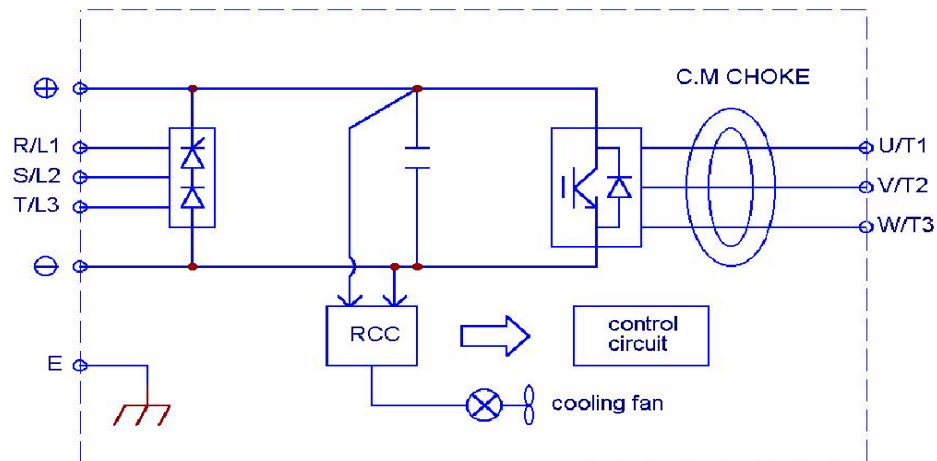 C.M CHOKE
R/L1
S/L2
T/L3
U/T1
V/T2
W/T3
E
RCC
control
circuit
cooling fan